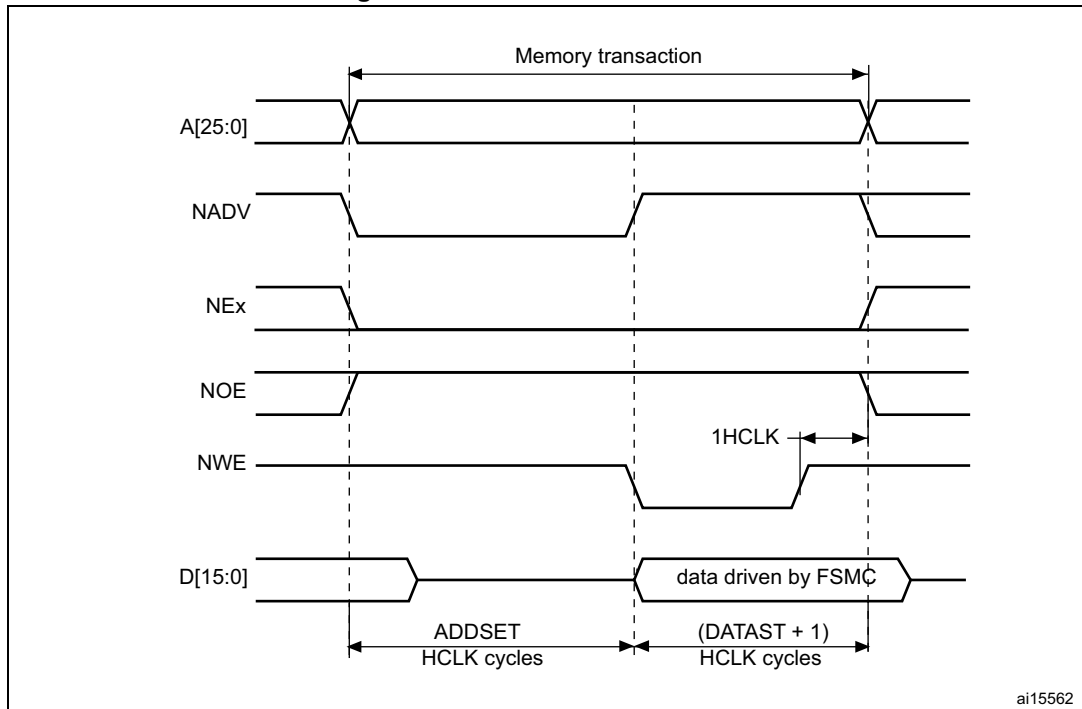 Memory transaction
A[25:0]
NADV
NEx
NOE
1HCLK
NWE
D[15:0]
data driven by FSMC
ADDSET
HCLK cycles
(DATAST + 1)
HCLK cycles
ai15562